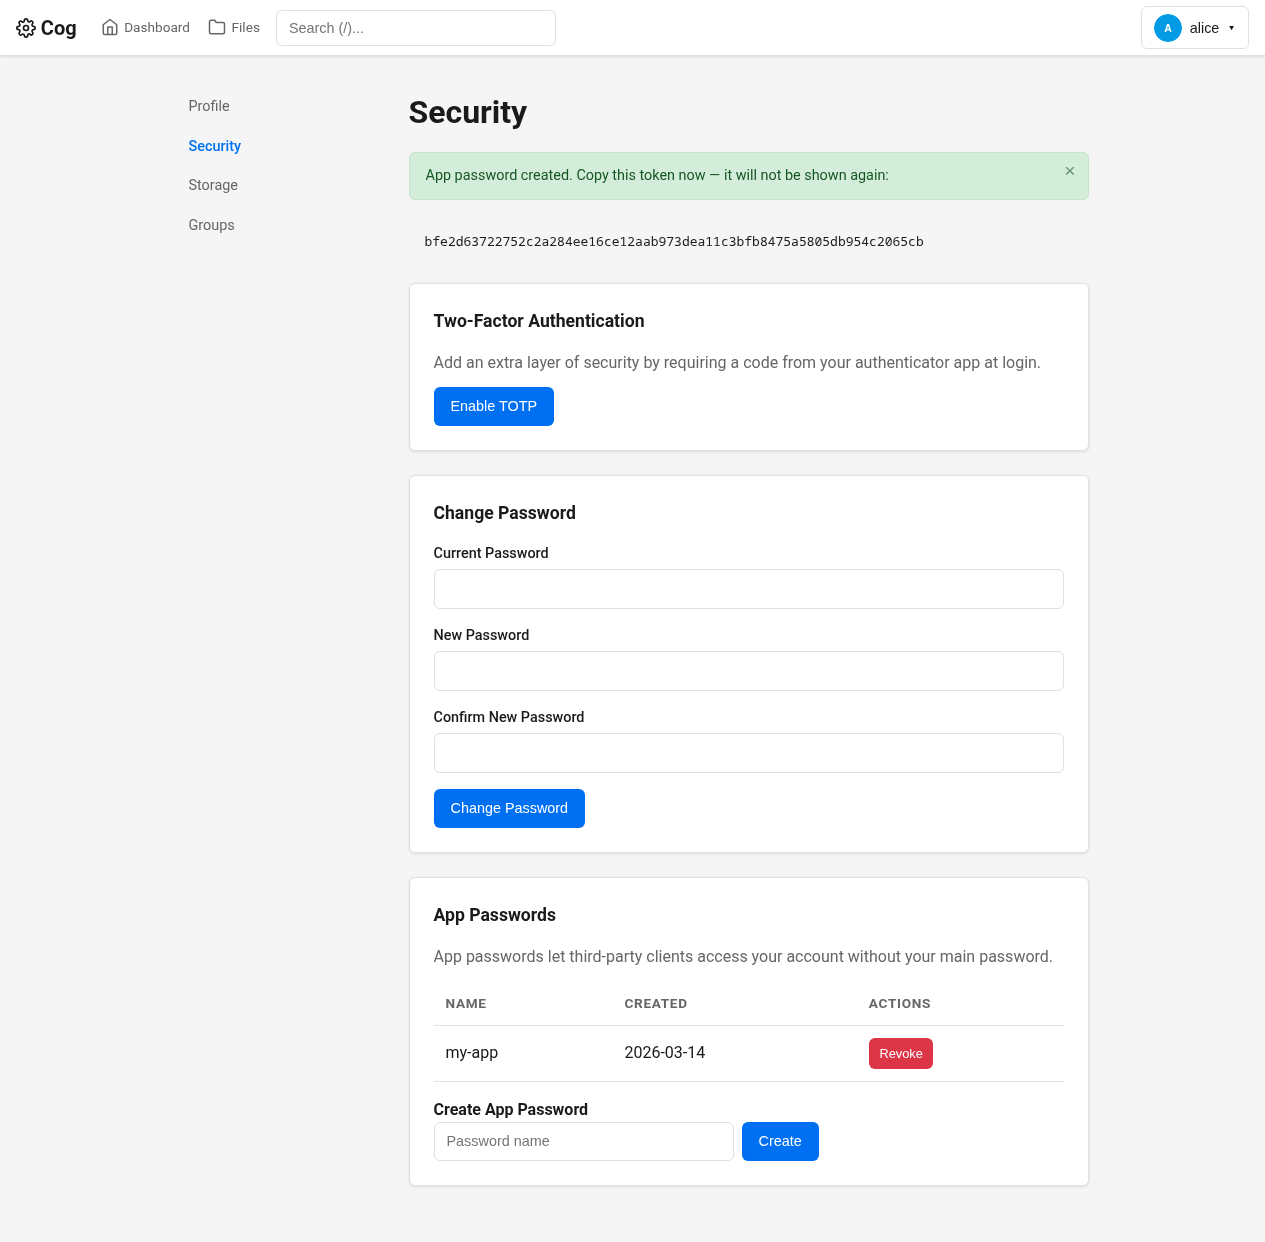 Cog
Dashboard
Files
Search (/)...
A
alice
Profile
Security
Storage
Groups
Security
App password created. Copy this token now — it will not be shown again:
bfe2d63722752c2a284ee16ce12aab973dea11c3bfb8475a5805db954c2065cb
Two-Factor Authentication
Add an extra layer of security by requiring a code from your authenticator app at login.
Enable TOTP
Change Password
Current Password
New Password
Confirm New Password
Change Password
App Passwords
App passwords let third-party clients access your account without your main password.
NAME CREATED ACTIONS
my-app 2026-03-14 Revoke
Create App Password
Password name
Create